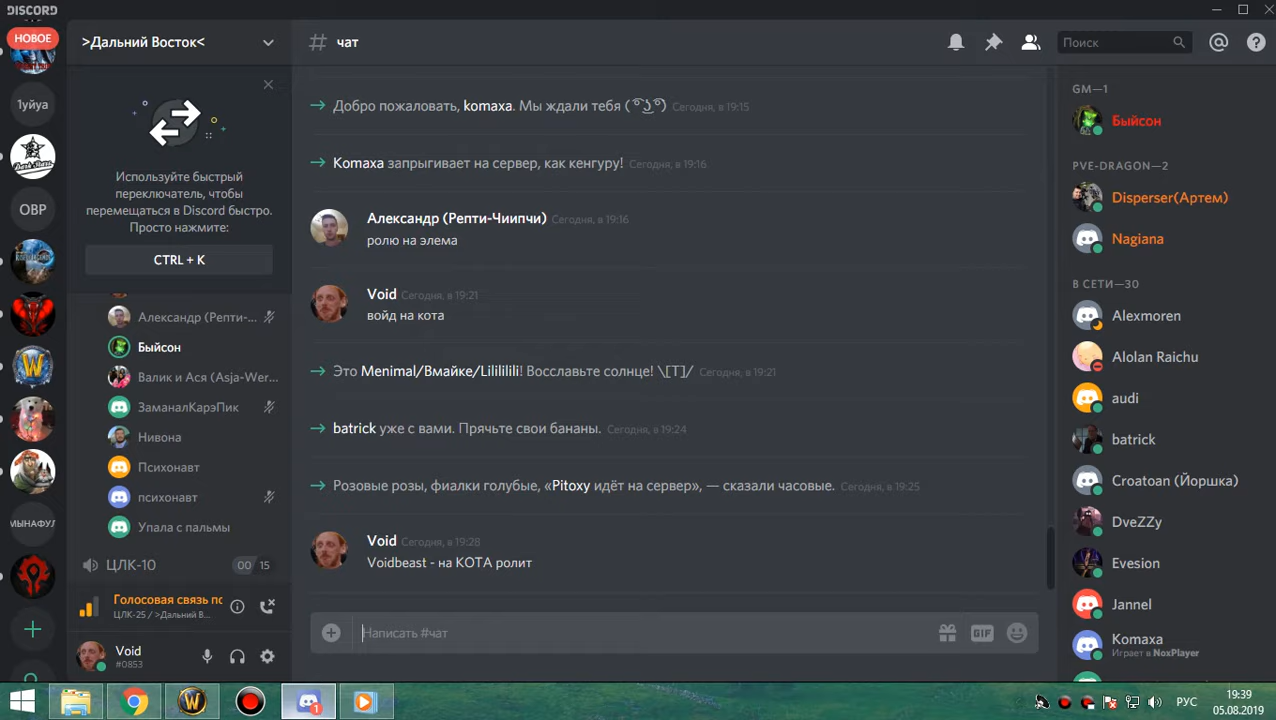 DISCORD
НОВОЕ
1уйуа
ОВР
МЫНАФУЛ
>Дальний Восток<
Используйте быстрый
переключатель, чтобы
перемещаться в Discord быстро.
Просто нажмите:
CTRL + K
Александр (Репти-...
Быйсон
Валик и Ася (Asja-Wer...
ЗаманалКарэПик
Нивона
Психонавт
психонавт
Упала с пальмы
ЦЛК-10
00 15
Голосовая связь по
ЦЛК-25 / >Дальний В...
Void
#0853
# чат
Поиск
Добро пожаловать, komaxa. Мы ждали тебя ( ͡° ͜ʖ ͡°) Сегодня, в 19:15
Komaxa запрыгивает на сервер, как кенгуру! Сегодня, в 19:16
Александр (Репти-Чиипчи) Сегодня, в 19:16
ролю на элема
Void Сегодня, в 19:21
войд на кота
Это Menimal/Вмайке/Lilililili! Восславьте солнце! \[T]/ Сегодня, в 19:21
batrick уже с вами. Прячьте свои бананы. Сегодня, в 19:24
Розовые розы, фиалки голубые, «Pitoxy идёт на сервер», — сказали часовые. Сегодня, в 19:25
Void Сегодня, в 19:28
Voidbeast - на КОТА ролит
Написать #чат
GIF
GM—1
Быйсон
PVE-DRAGON—2
Disperser(Артем)
Nagiana
В СЕТИ—30
Alexmoren
Alolan Raichu
audi
batrick
Croatoan (Йоршка)
DveZZy
Evesion
Jannel
Komaxa
Играет в NoxPlayer
1
РУС
19:39
05.08.2019